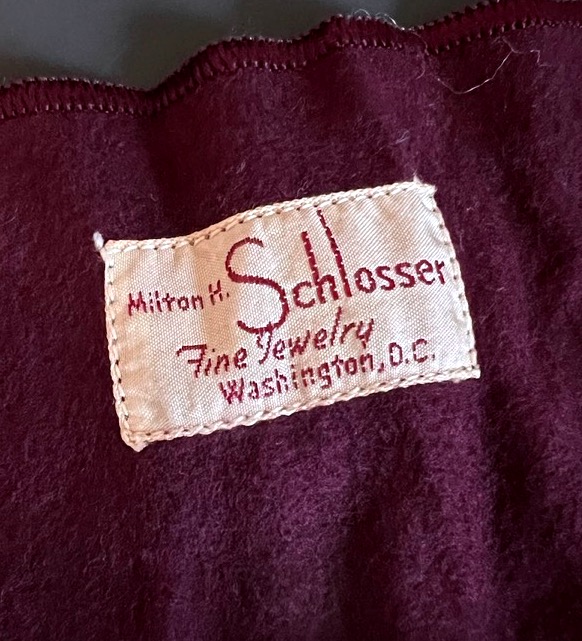 Milton H. Schlosser
Fine Jewelry
Washington, D.C.